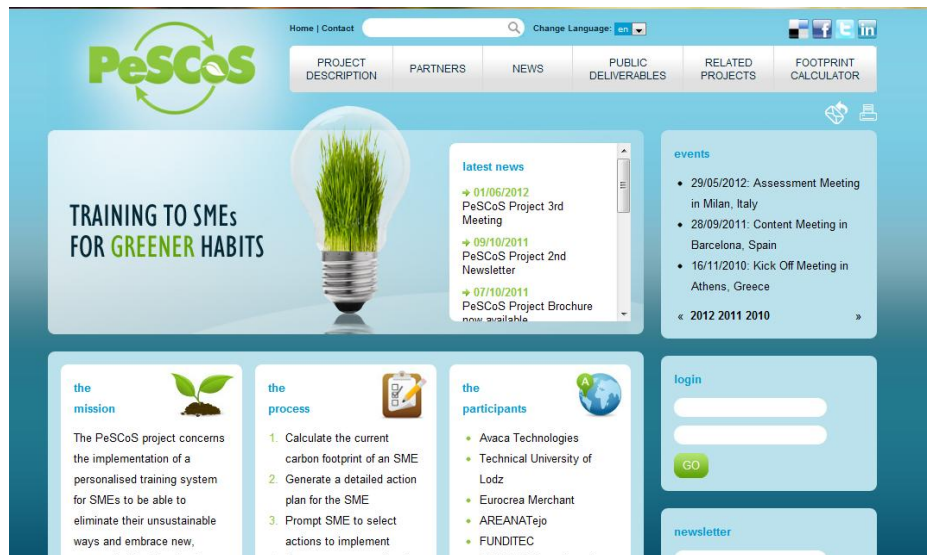 Home | Contact
Change Language: en
PeSCoS
PROJECT
DESCRIPTION
PARTNERS
NEWS
PUBLIC
DELIVERABLES
RELATED
PROJECTS
FOOTPRINT
CALCULATOR
TRAINING TO SMEs
FOR GREENER HABITS
latest news
01/06/2012
PeSCoS Project 3rd
Meeting
09/10/2011
PeSCoS Project 2nd
Newsletter
07/10/2011
PeSCoS Project Brochure
now available
events
29/05/2012: Assessment Meeting
in Milan, Italy
28/09/2011: Content Meeting in
Barcelona, Spain
16/11/2010: Kick Off Meeting in
Athens, Greece
« 2012 2011 2010 »
the
mission
The PeSCoS project concerns
the implementation of a
personalised training system
for SMEs to be able to
eliminate their unsustainable
ways and embrace new,
the
process
1. Calculate the current
carbon footprint of an SME
2. Generate a detailed action
plan for the SME
3. Prompt SME to select
actions to implement
the
participants
A
Avaca Technologies
Technical University of
Lodz
Eurocrea Merchant
AREANATejo
FUNDITEC
login
GO
newsletter